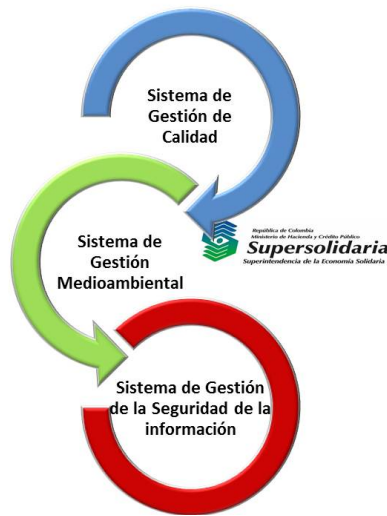 Sistema de
Gestión de
Calidad
República de Colombia
Ministerio de Hacienda y Crédito Público
Supersolidaria
Superintendencia de la Economía Solidaria
Sistema de
Gestión
Medioambiental
Sistema de Gestión
de la Seguridad de la
información